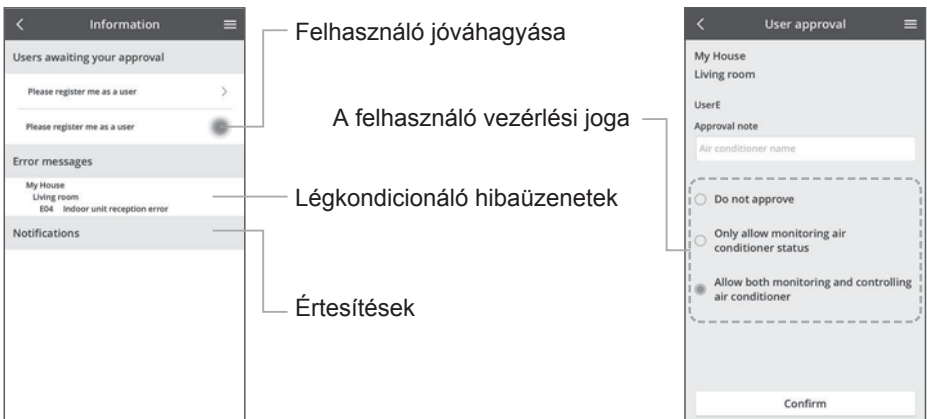 Information
Users awaiting your approval
Please register me as a user
Please register me as a user
Error messages
My House
Living room
E04 Indoor unit reception error
Notifications
Felhasználó jóváhagyása
A felhasználó vezérlési joga
Légkondicionáló hibaüzenetek
Értesítések
User approval
My House
Living room
UserE
Approval note
Air conditioner name
Do not approve
Only allow monitoring air
conditioner status
Allow both monitoring and controlling
air conditioner
Confirm